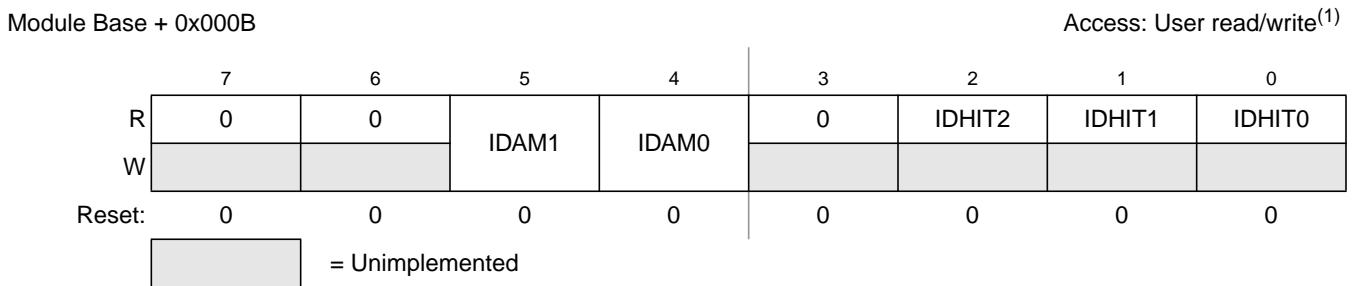 Module Base + 0x000B Access: User read/write(1)
7 6 5 4 3 2 1 0
R 0 0 IDAM1 IDAM0 0 IDHIT2 IDHIT1 IDHIT0
W
Reset: 0 0 0 0 0 0 0 0
= Unimplemented